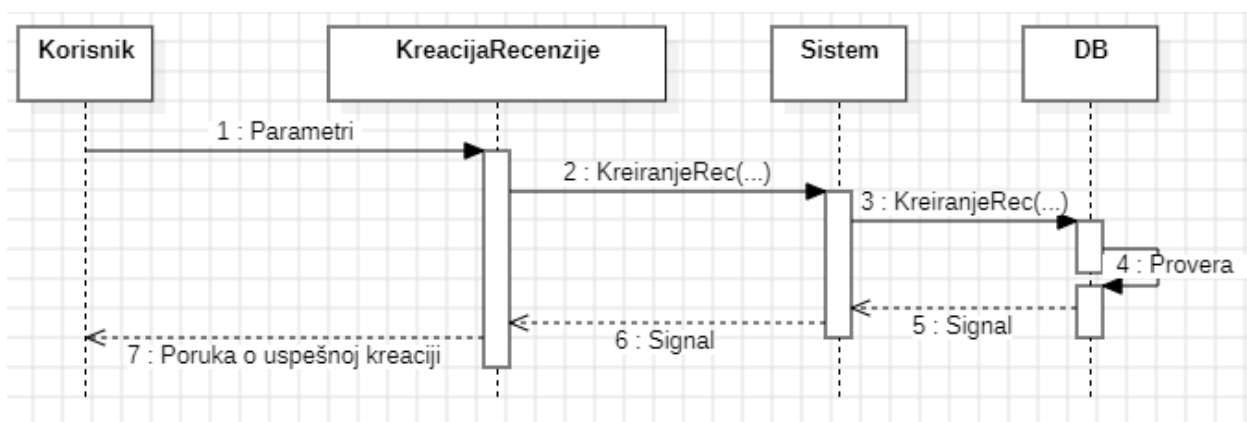 Korisnik
KreacijaRecenzije
Sistem
DB
1 : Parametri
2 : KreiranjeRec(...)
3 : KreiranjeRec(...)
4 : Provera
5 : Signal
6 : Signal
7 : Poruka o uspešnoj kreaciji